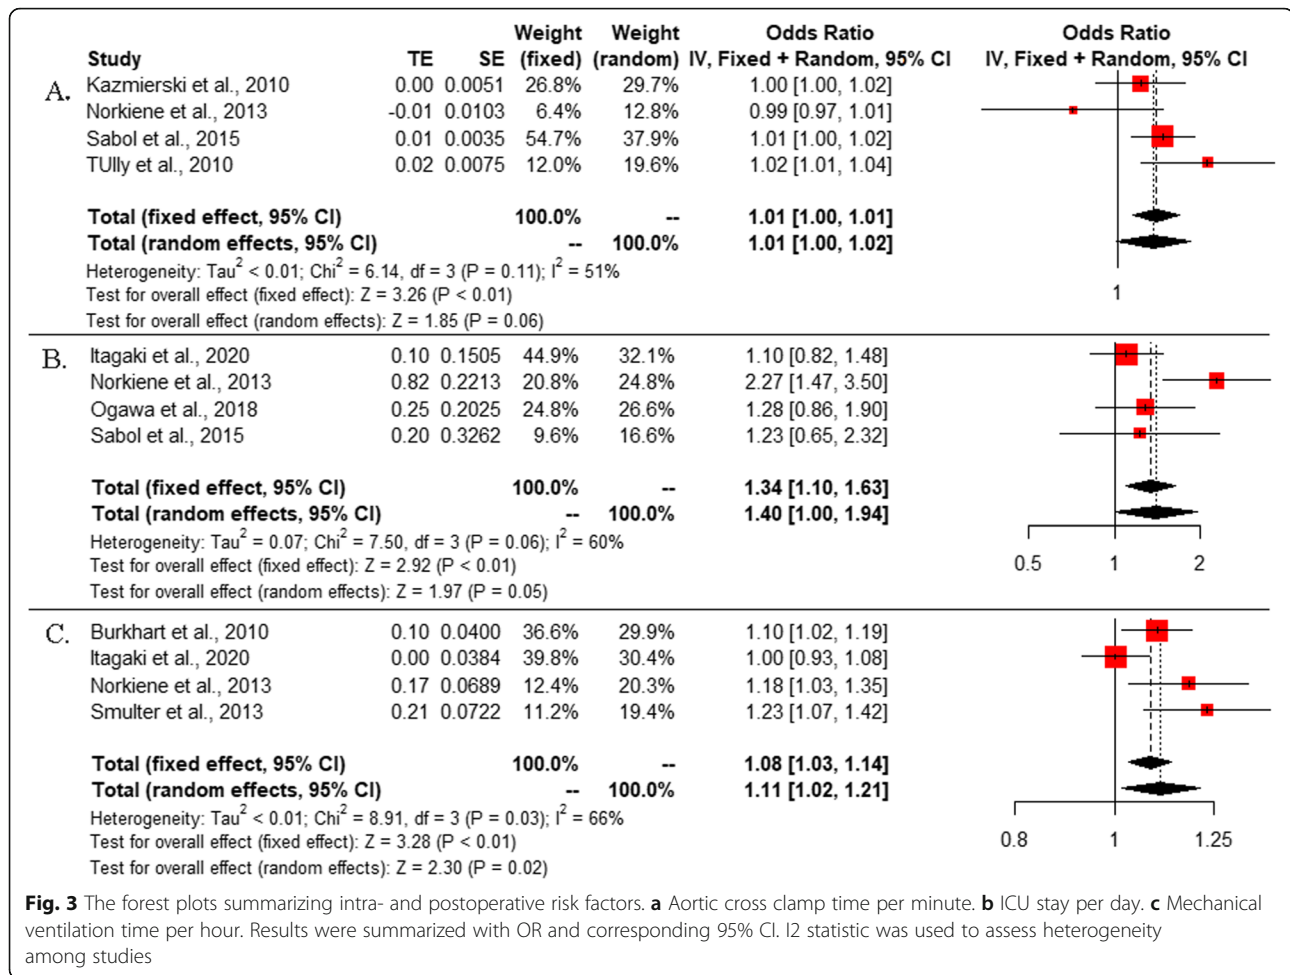 Weight Weight Odds Ratio Odds Ratio
Study TE SE (fixed) (random) IV, Fixed + Random, 95% CI IV, Fixed + Random, 95% CI
A.
Kazmierski et al., 2010 0.00 0.0051 26.8% 29.7% 1.00 [1.00, 1.02]
Norkiene et al., 2013 -0.01 0.0103 6.4% 12.8% 0.99 [0.97, 1.01]
Sabol et al., 2015 0.01 0.0035 54.7% 37.9% 1.01 [1.00, 1.02]
TUlly et al., 2010 0.02 0.0075 12.0% 19.6% 1.02 [1.01, 1.04]
Total (fixed effect, 95% CI) 100.0% -- 1.01 [1.00, 1.01]
Total (random effects, 95% CI) -- 100.0% 1.01 [1.00, 1.02]
Heterogeneity: Tau² < 0.01; Chi² = 6.14, df = 3 (P = 0.11); I² = 51%
Test for overall effect (fixed effect): Z = 3.26 (P < 0.01)
Test for overall effect (random effects): Z = 1.85 (P = 0.06)
1
B.
Itagaki et al., 2020 0.10 0.1505 44.9% 32.1% 1.10 [0.82, 1.48]
Norkiene et al., 2013 0.82 0.2213 20.8% 24.8% 2.27 [1.47, 3.50]
Ogawa et al., 2018 0.25 0.2025 24.8% 26.6% 1.28 [0.86, 1.90]
Sabol et al., 2015 0.20 0.3262 9.6% 16.6% 1.23 [0.65, 2.32]
Total (fixed effect, 95% CI) 100.0% -- 1.34 [1.10, 1.63]
Total (random effects, 95% CI) -- 100.0% 1.40 [1.00, 1.94]
Heterogeneity: Tau² = 0.07; Chi² = 7.50, df = 3 (P = 0.06); I² = 60%
Test for overall effect (fixed effect): Z = 2.92 (P < 0.01)
Test for overall effect (random effects): Z = 1.97 (P = 0.05)
0.5 1 2
C.
Burkhart et al., 2010 0.10 0.0400 36.6% 29.9% 1.10 [1.02, 1.19]
Itagaki et al., 2020 0.00 0.0384 39.8% 30.4% 1.00 [0.93, 1.08]
Norkiene et al., 2013 0.17 0.0689 12.4% 20.3% 1.18 [1.03, 1.35]
Smulter et al., 2013 0.21 0.0722 11.2% 19.4% 1.23 [1.07, 1.42]
Total (fixed effect, 95% CI) 100.0% -- 1.08 [1.03, 1.14]
Total (random effects, 95% CI) -- 100.0% 1.11 [1.02, 1.21]
Heterogeneity: Tau² < 0.01; Chi² = 8.91, df = 3 (P = 0.03); I² = 66%
Test for overall effect (fixed effect): Z = 3.28 (P < 0.01)
Test for overall effect (random effects): Z = 2.30 (P = 0.02)
0.8 1 1.25
Fig. 3 The forest plots summarizing intra- and postoperative risk factors. a Aortic cross clamp time per minute. b ICU stay per day. c Mechanical
ventilation time per hour. Results were summarized with OR and corresponding 95% CI. I2 statistic was used to assess heterogeneity
among studies